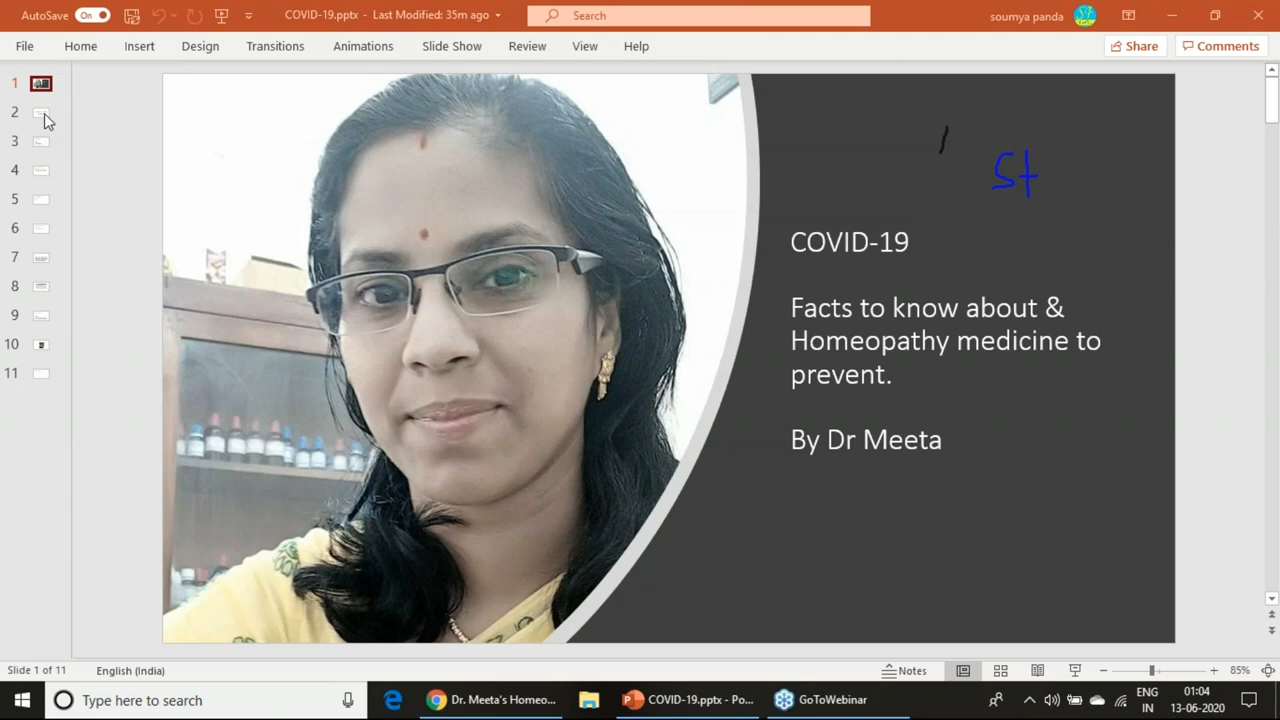 AutoSave On COVID-19.pptx - Last Modified: 35m ago Search soumya panda
File Home Insert Design Transitions Animations Slide Show Review View Help Share Comments
1
2
3
4
5
6
7
8
9
10
11
St
COVID-19
Facts to know about &
Homeopathy medicine to
prevent.
By Dr Meeta
Slide 1 of 11 English (India) Notes 85%
Type here to search Dr. Meeta's Homeo... COVID-19.pptx - Po... GoToWebinar ENG 01:04
IN 13-06-2020